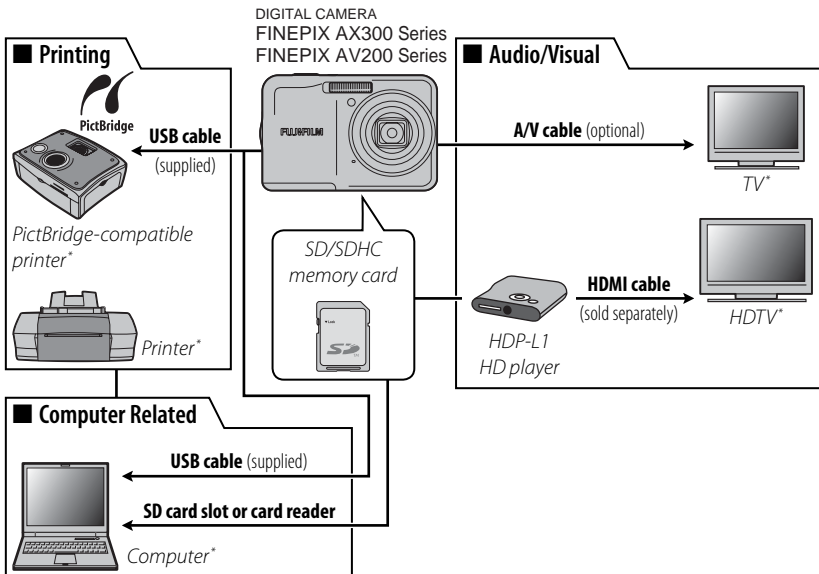 DIGITAL CAMERA
FINEPIX AX300 Series
FINEPIX AV200 Series
■ Printing
PictBridge
USB cable
(supplied)
PictBridge-compatible
printer*
Printer*
FUJIFILM
■ Audio/Visual
A/V cable (optional)
TV*
SD/SDHC
memory card
Lock
SD
HDP-L1
HD player
HDMI cable
(sold separately)
HDTV*
■ Computer Related
USB cable (supplied)
SD card slot or card reader
Computer*